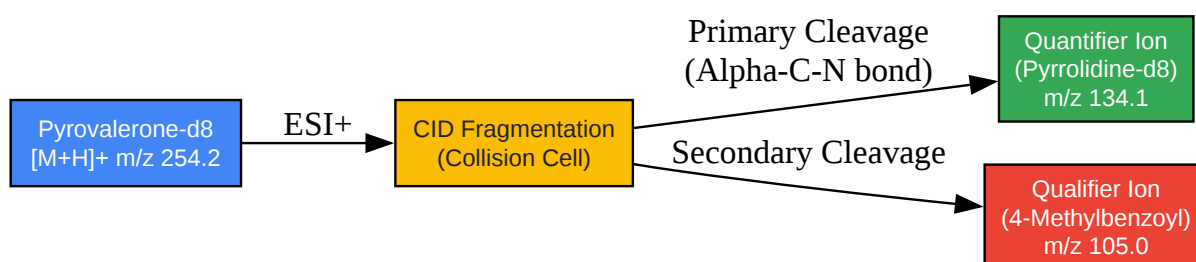 Pyrovalerone-d8
[M+H]+ m/z 254.2
ESI+
CID Fragmentation
(Collision Cell)
Primary Cleavage
(Alpha-C-N bond)
Quantifier Ion
(Pyrrolidine-d8)
m/z 134.1
Secondary Cleavage
Qualifier Ion
(4-Methylbenzoyl)
m/z 105.0